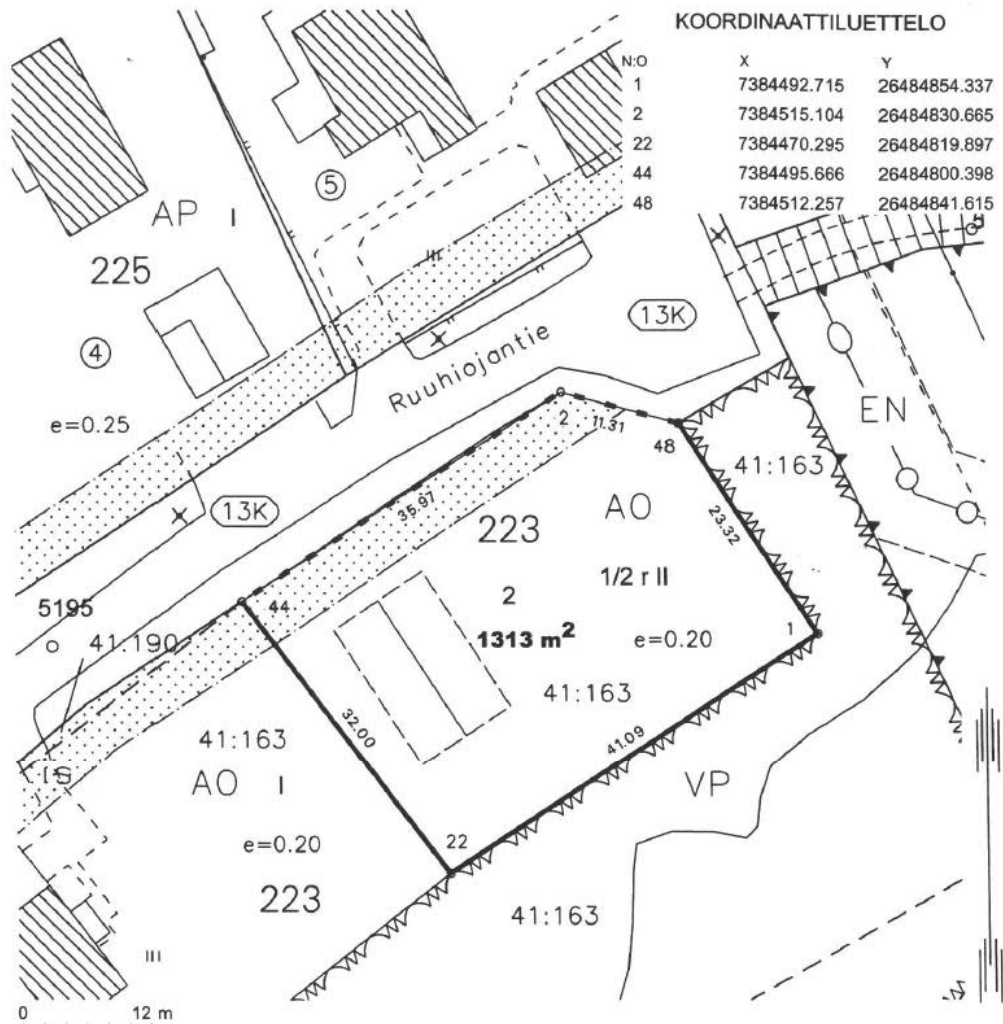 KOORDINAATTILUETTELO
N:O X Y
1 7384492.715 26484854.337
2 7384515.104 26484830.665
22 7384470.295 26484819.897
44 7384495.666 26484800.398
48 7384512.257 26484841.615
5
AP I
225
III
4
13K
Ruuhiojantie
e=0.25
EN
2
11.31
48
41:163
13K
35.97
223
AO
23.32
1/2 r II
5195
44
2
41:190
1313 m²
e=0.20
1
41:163
32.00
41:163
41.09
IS
AO I
VP
22
e=0.20
223
41:163
III
0 12 m